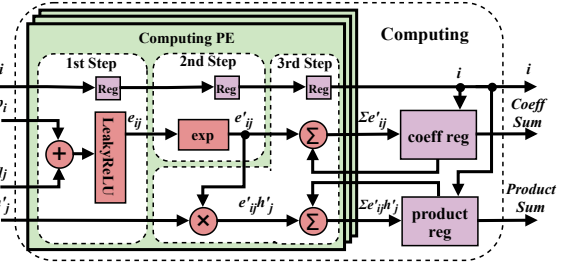 Computing PE
Computing
1st Step
2nd Step
3rd Step
i
Reg
Reg
Reg
i
i
Coeff
Sum
LeakyReLU
e_ij
exp
e'_ij
Σ
Σe'_ij
coeff reg
+
j
'j
×
e'_ij h'_j
Σ
Σe'_ij h'_j
product
reg
Product
Sum